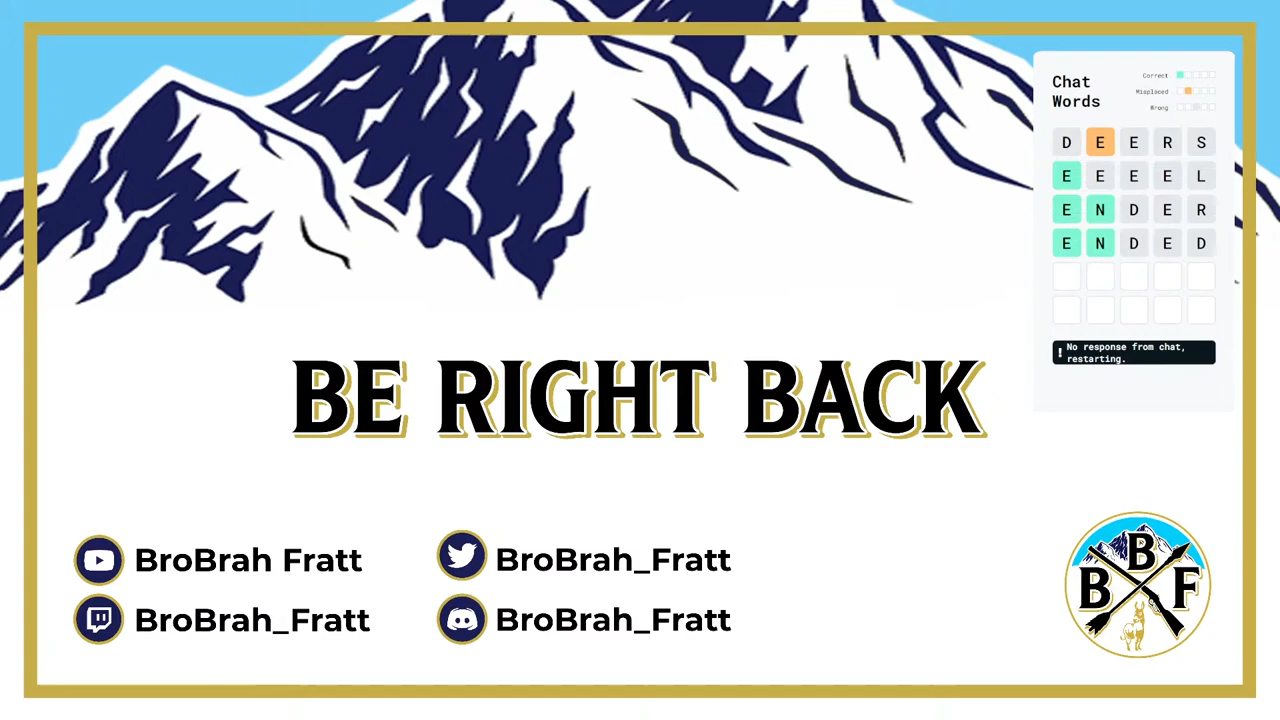 Chat
Words
Correct
Misplaced
Wrong
D E E R S
E E E E L
E N D E R
E N D E D
! No response from chat,
restarting.
BE RIGHT BACK
BroBrah Fratt
BroBrah_Fratt
BroBrah_Fratt
BroBrah_Fratt
B B F